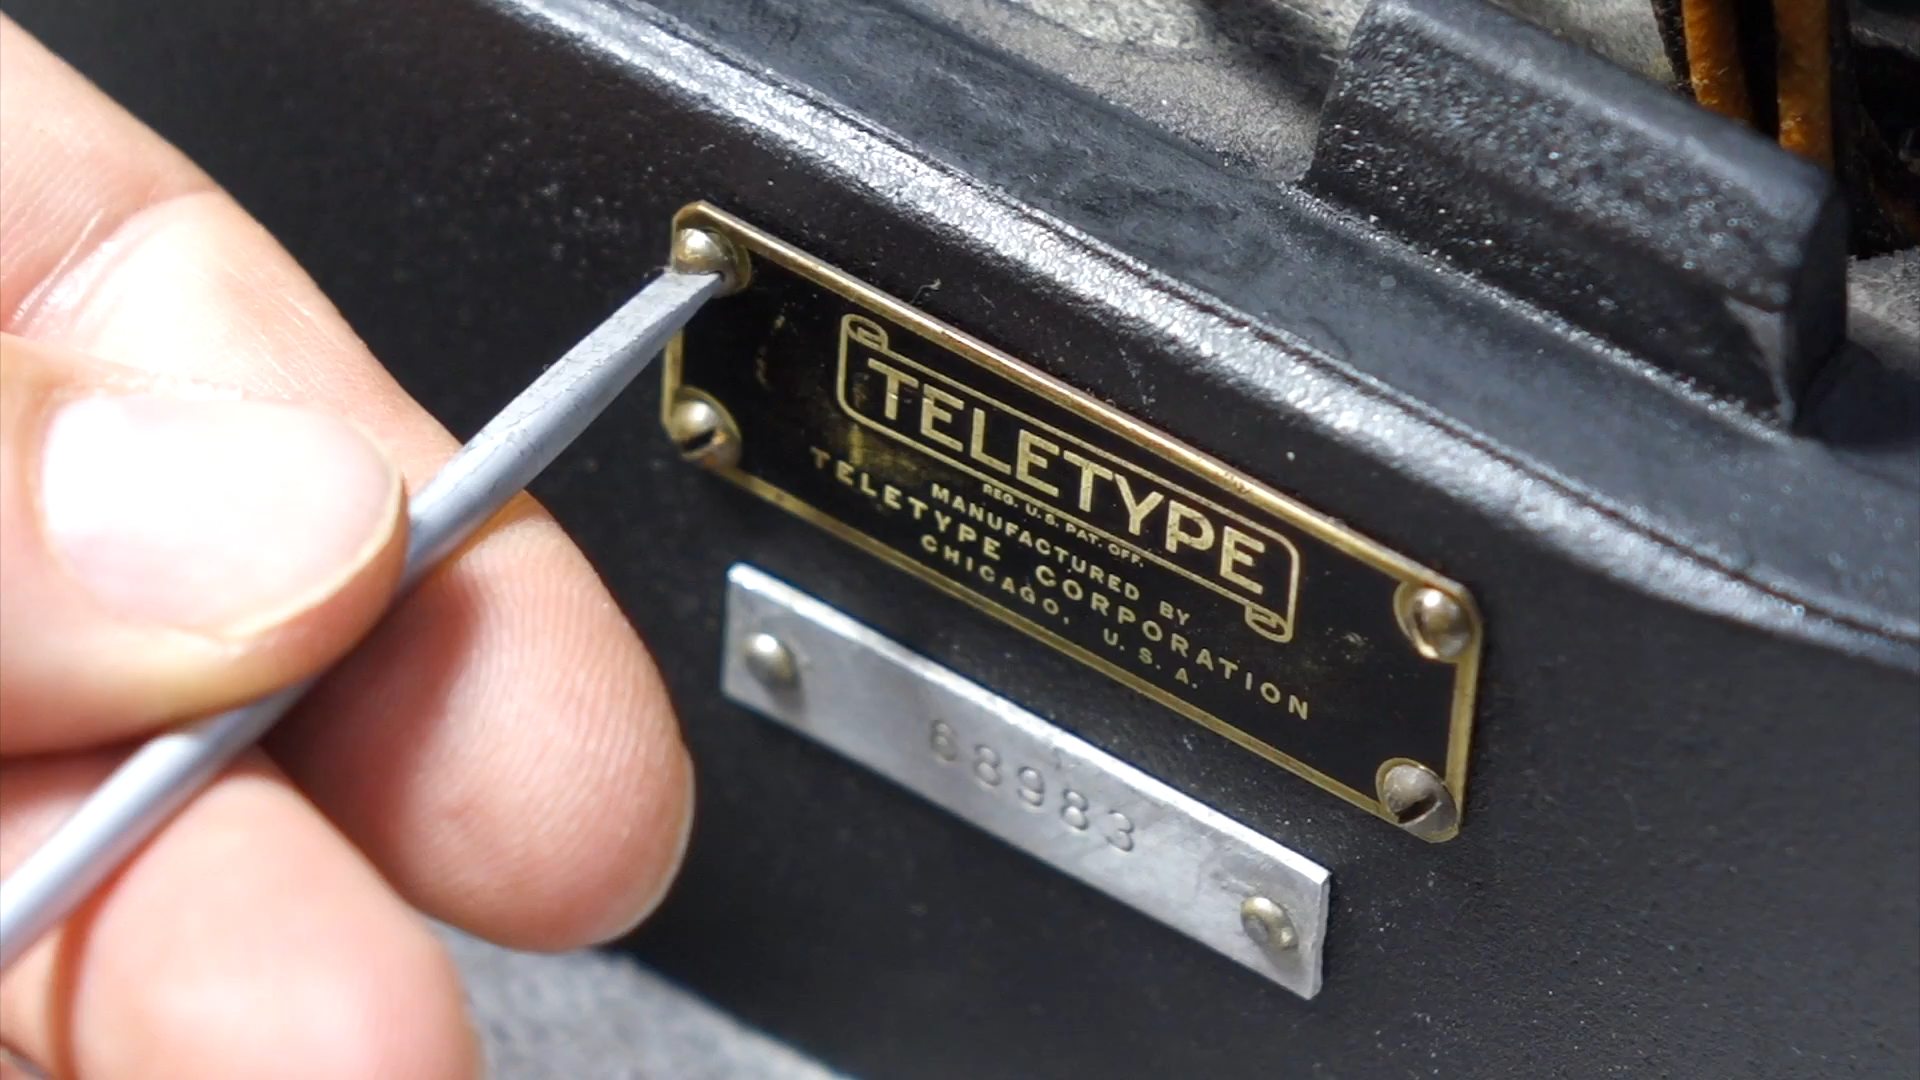 TELETYPE
REG. U.S. PAT. OFF.
MANUFACTURED BY
TELETYPE CORPORATION
CHICAGO, U. S. A.
68983